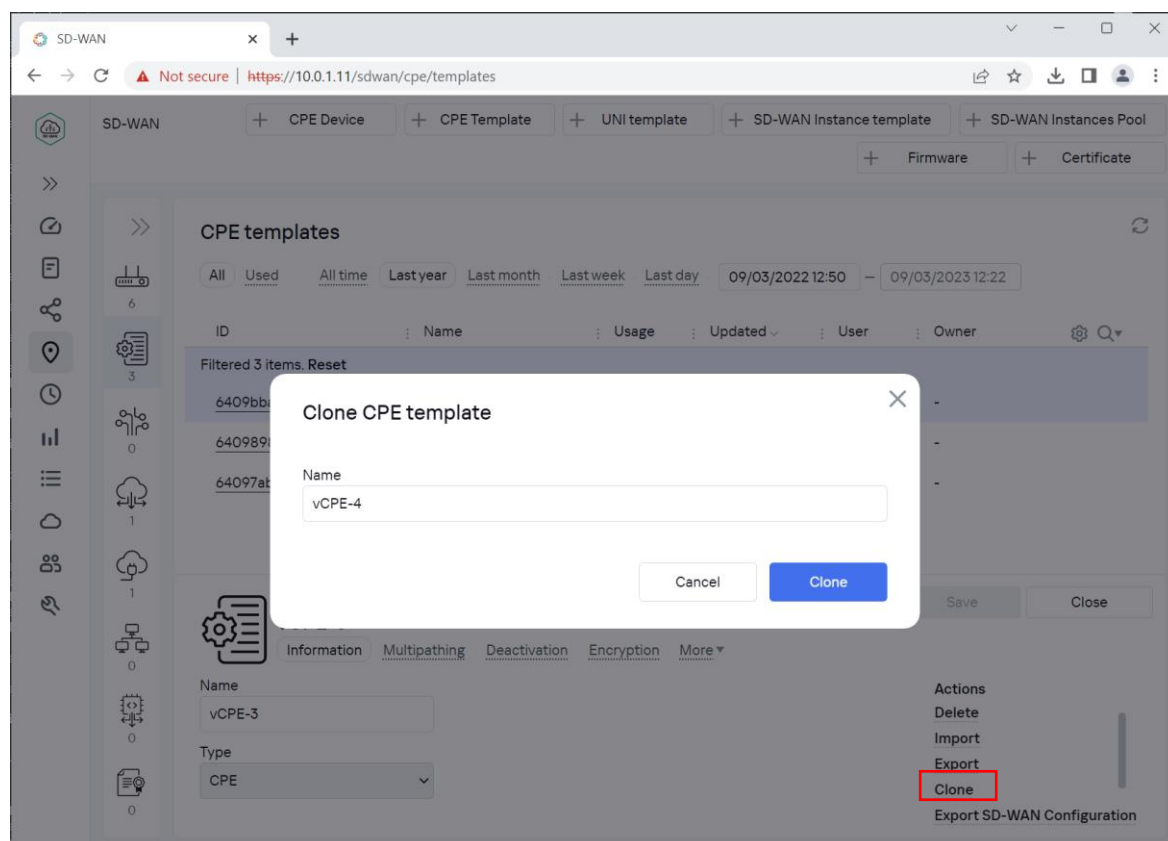 SD-WAN
Not secure | https://10.0.1.11/sdwan/cpe/templates
SD-WAN
CPE Device
CPE Template
UNI template
SD-WAN Instance template
SD-WAN Instances Pool
Firmware
Certificate
CPE templates
All Used All time Last year Last month Last week Last day 09/03/2022 12:50 – 09/03/2023 12:22
ID Name Usage Updated User Owner
Filtered 3 items. Reset
6409bb -
640989 -
64097a -
6
3
0
1
1
0
0
0
Clone CPE template
Name
vCPE-4
Cancel Clone
Save Close
Information Multipathing Deactivation Encryption More
Name
vCPE-3
Type
CPE
Actions
Delete
Import
Export
Clone
Export SD-WAN Configuration